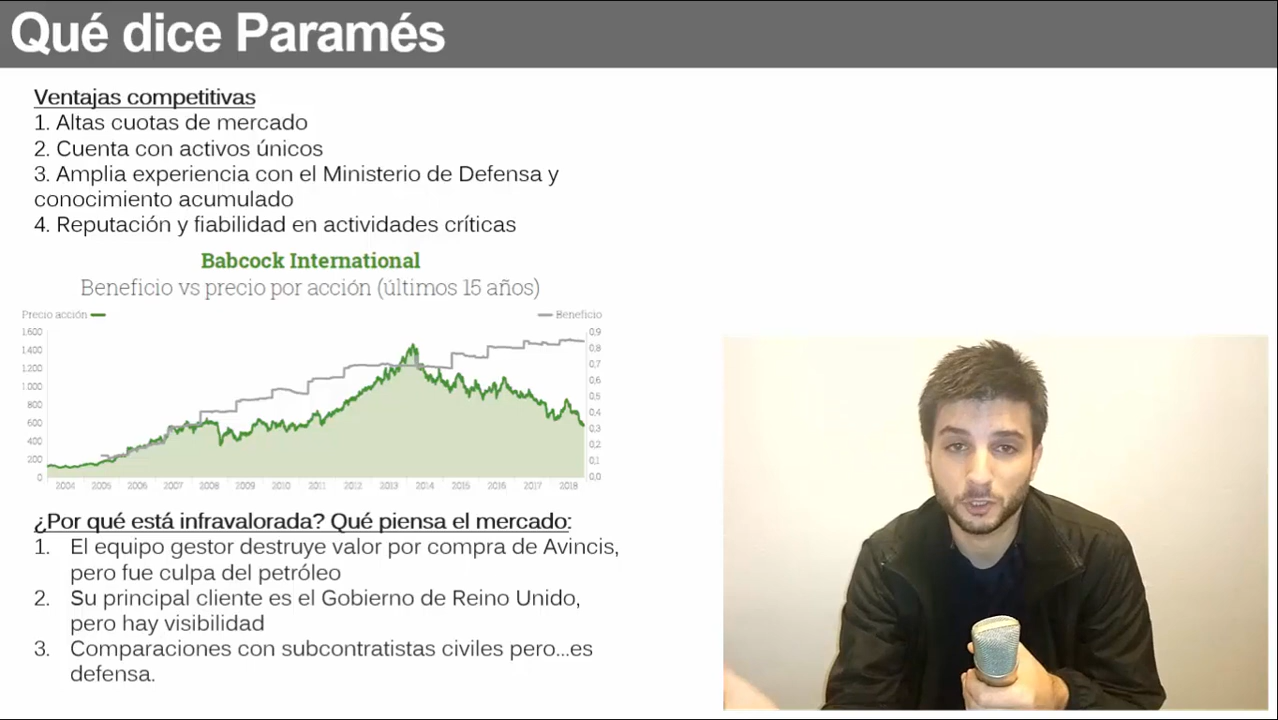 Qué dice Paramés
Ventajas competitivas
1. Altas cuotas de mercado
2. Cuenta con activos únicos
3. Amplia experiencia con el Ministerio de Defensa y
conocimiento acumulado
4. Reputación y fiabilidad en actividades críticas
Babcock International
Beneficio vs precio por acción (últimos 15 años)
Precio acción
Beneficio
1.600
1.400
1.200
1.000
800
600
400
200
0
0,9
0,8
0,7
0,6
0,5
0,4
0,3
0,2
0,1
0,0
2004 2005 2006 2007 2008 2009 2010 2011 2012 2013 2014 2015 2016 2017 2018
¿Por qué está infravalorada? Qué piensa el mercado:
1. El equipo gestor destruye valor por compra de Avincis,
pero fue culpa del petróleo
2. Su principal cliente es el Gobierno de Reino Unido,
pero hay visibilidad
3. Comparaciones con subcontratistas civiles pero...es
defensa.